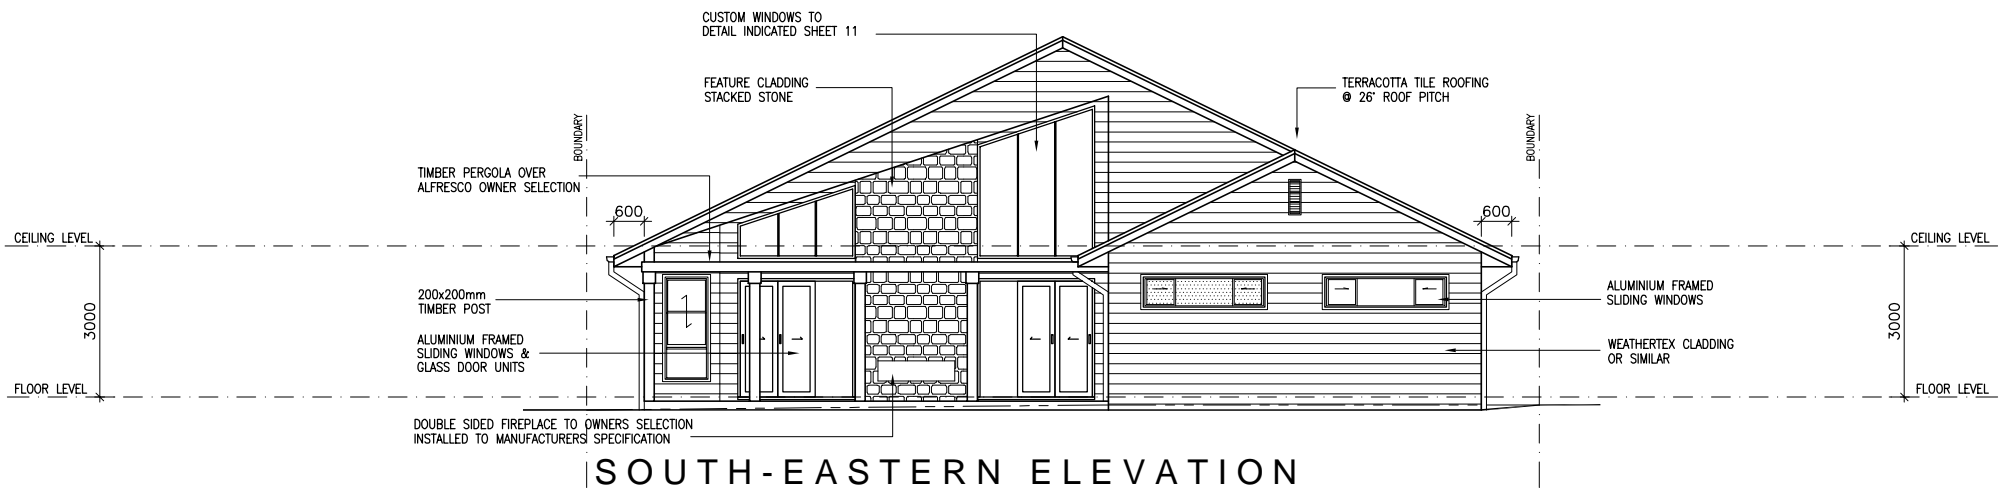 CUSTOM WINDOWS TO
DETAIL INDICATED SHEET 11
FEATURE CLADDING
STACKED STONE
TERRACOTTA TILE ROOFING
@ 26° ROOF PITCH
BOUNDARY
BOUNDARY
TIMBER PERGOLA OVER
ALFRESCO OWNER SELECTION
600
600
CEILING LEVEL
CEILING LEVEL
200x200mm
TIMBER POST
ALUMINIUM FRAMED
SLIDING WINDOWS
3000
3000
ALUMINIUM FRAMED
SLIDING WINDOWS &
GLASS DOOR UNITS
WEATHERTEX CLADDING
OR SIMILAR
FLOOR LEVEL
FLOOR LEVEL
DOUBLE SIDED FIREPLACE TO OWNERS SELECTION
INSTALLED TO MANUFACTURERS SPECIFICATION
SOUTH-EASTERN ELEVATION